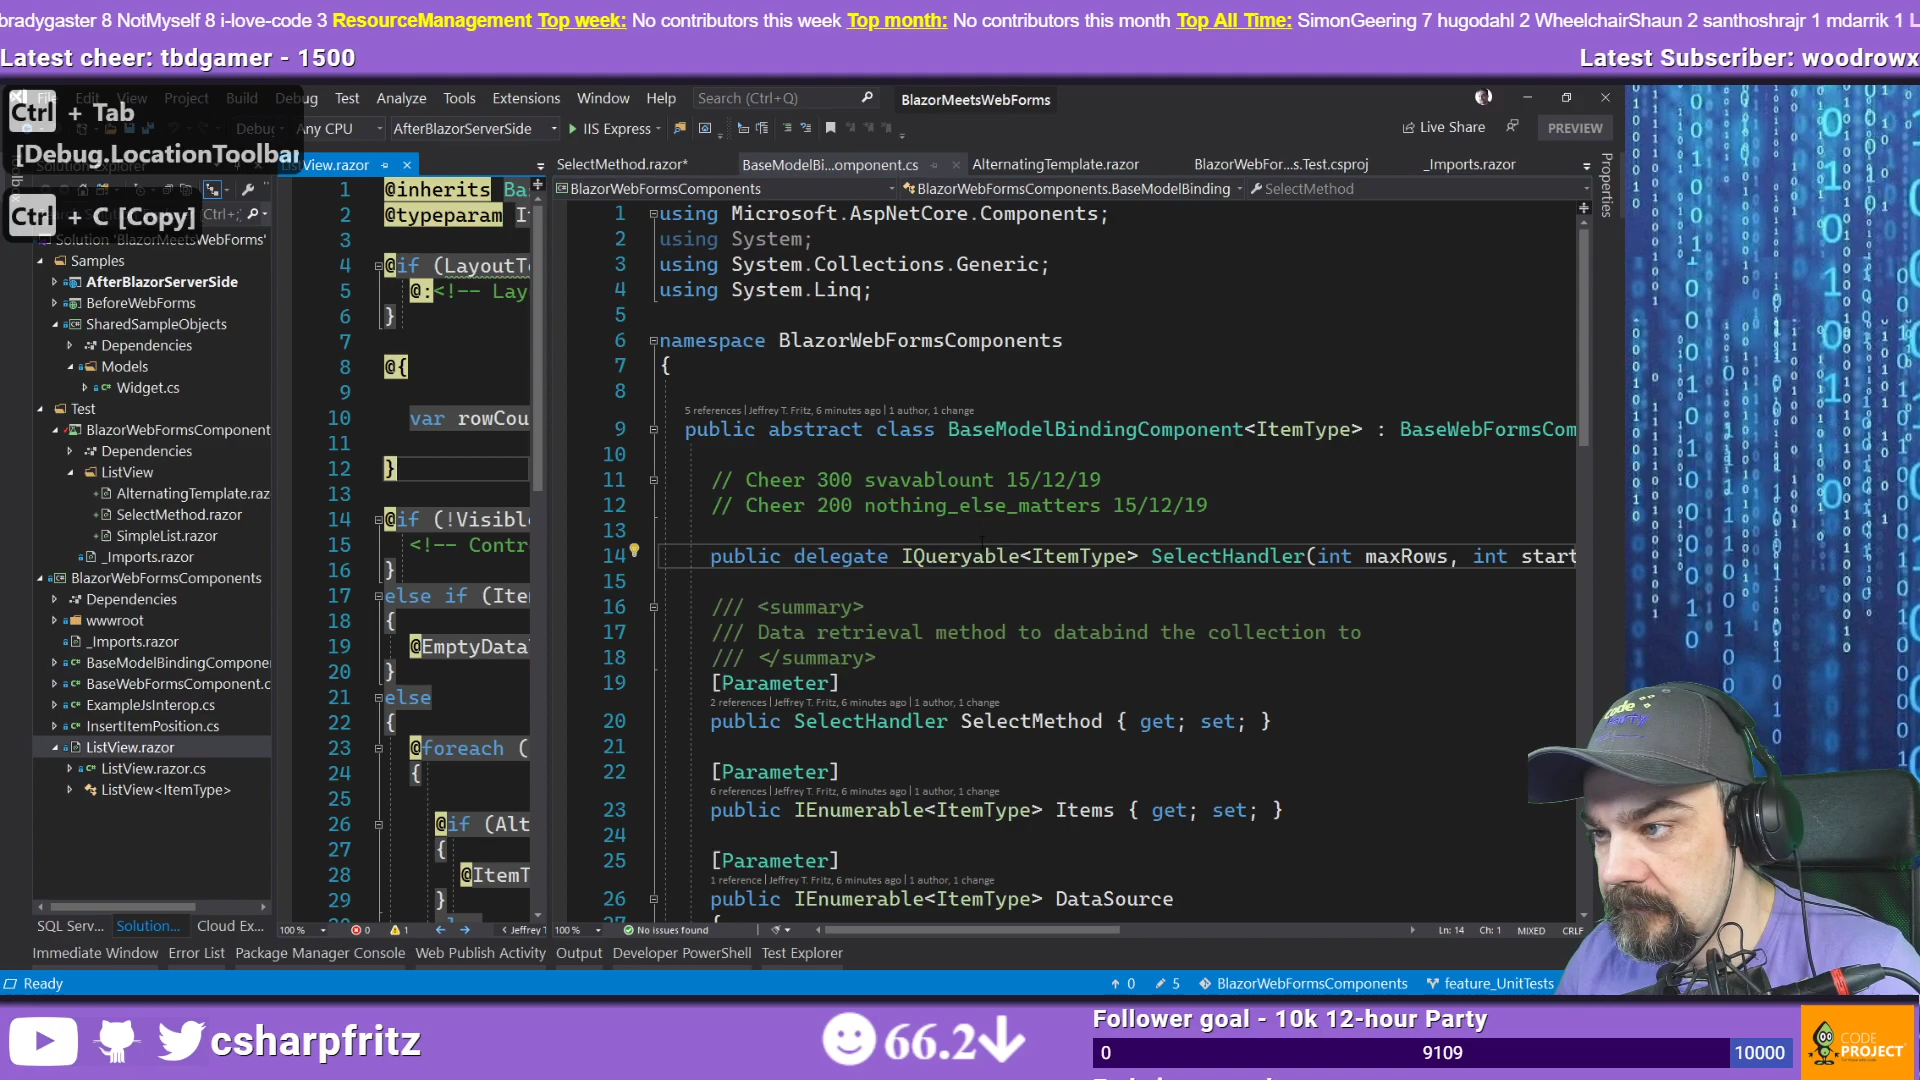 bradygaster 8 NotMyself 8 i-love-code 3 ResourceManagement Top week: No contributors this week Top month: No contributors this month Top All Time: SimonGeering 7 hugodahl 2 WheelchairShaun 2 santhoshrajr 1 mdarrik 1 L
Latest cheer: tbdgamer - 1500
Latest Subscriber: woodrowx
File Edit View Project Build Debug Test Analyze Tools Extensions Window Help Search (Ctrl+Q) BlazorMeetsWebForms
Ctrl + Tab
[Debug.LocationToolbar
Ctrl + C [Copy]
Debug Any CPU AfterBlazorServerSide IIS Express Live Share PREVIEW
ListView.razor SelectMethod.razor* BaseModelBi...omponent.cs AlternatingTemplate.razor BlazorWebFor...s.Test.csproj _Imports.razor
Properties
BlazorWebFormsComponents BlazorWebFormsComponents.BaseModelBinding SelectMethod
Solution 'BlazorMeetsWebForms'
Samples
AfterBlazorServerSide
BeforeWebForms
SharedSampleObjects
Dependencies
Models
Widget.cs
Test
BlazorWebFormsComponent
Dependencies
ListView
AlternatingTemplate.raz
SelectMethod.razor
SimpleList.razor
_Imports.razor
BlazorWebFormsComponents
Dependencies
wwwroot
_Imports.razor
BaseModelBindingCompone
BaseWebFormsComponent.c
ExampleJsInterop.cs
InsertItemPosition.cs
ListView.razor
ListView.razor.cs
ListView<ItemType>
SQL Serv... Solution... Cloud Ex...
1 @inherits Ba
2 @typeparam It
3
4 @if (LayoutTe
5 @:<!-- Lay
6 }
7
8 @{
9
10 var rowCou
11
12 }
13
14 @if (!Visibl
15 <!-- Contr
16 }
17 else if (Ite
18 {
19 @EmptyData
20 }
21 else
22 {
23 @foreach (
24 {
25
26 @if (Alt
27 {
28 @ItemT
29 }
100 % 0 1 Jeffrey T
1 using Microsoft.AspNetCore.Components;
2 using System;
3 using System.Collections.Generic;
4 using System.Linq;
5
6 namespace BlazorWebFormsComponents
7 {
8
5 references | Jeffrey T. Fritz, 6 minutes ago | 1 author, 1 change
9 public abstract class BaseModelBindingComponent<ItemType> : BaseWebFormsCom
10
11 // Cheer 300 svavablount 15/12/19
12 // Cheer 200 nothing_else_matters 15/12/19
13
14 public delegate IQueryable<ItemType> SelectHandler(int maxRows, int start
15
16 /// <summary>
17 /// Data retrieval method to databind the collection to
18 /// </summary>
19 [Parameter]
2 references | Jeffrey T. Fritz, 6 minutes ago | 1 author, 1 change
20 public SelectHandler SelectMethod { get; set; }
21
22 [Parameter]
6 references | Jeffrey T. Fritz, 6 minutes ago | 1 author, 1 change
23 public IEnumerable<ItemType> Items { get; set; }
24
25 [Parameter]
1 reference | Jeffrey T. Fritz, 6 minutes ago | 1 author, 1 change
26 public IEnumerable<ItemType> DataSource
27 {
100 % No issues found Ln: 14 Ch: 1 MIXED CRLF
Immediate Window Error List Package Manager Console Web Publish Activity Output Developer PowerShell Test Explorer
Ready 0 5 BlazorWebFormsComponents feature_UnitTests
csharpfritz
66.2
Follower goal - 10k 12-hour Party
0 9109 10000
CODE PROJECT
code party